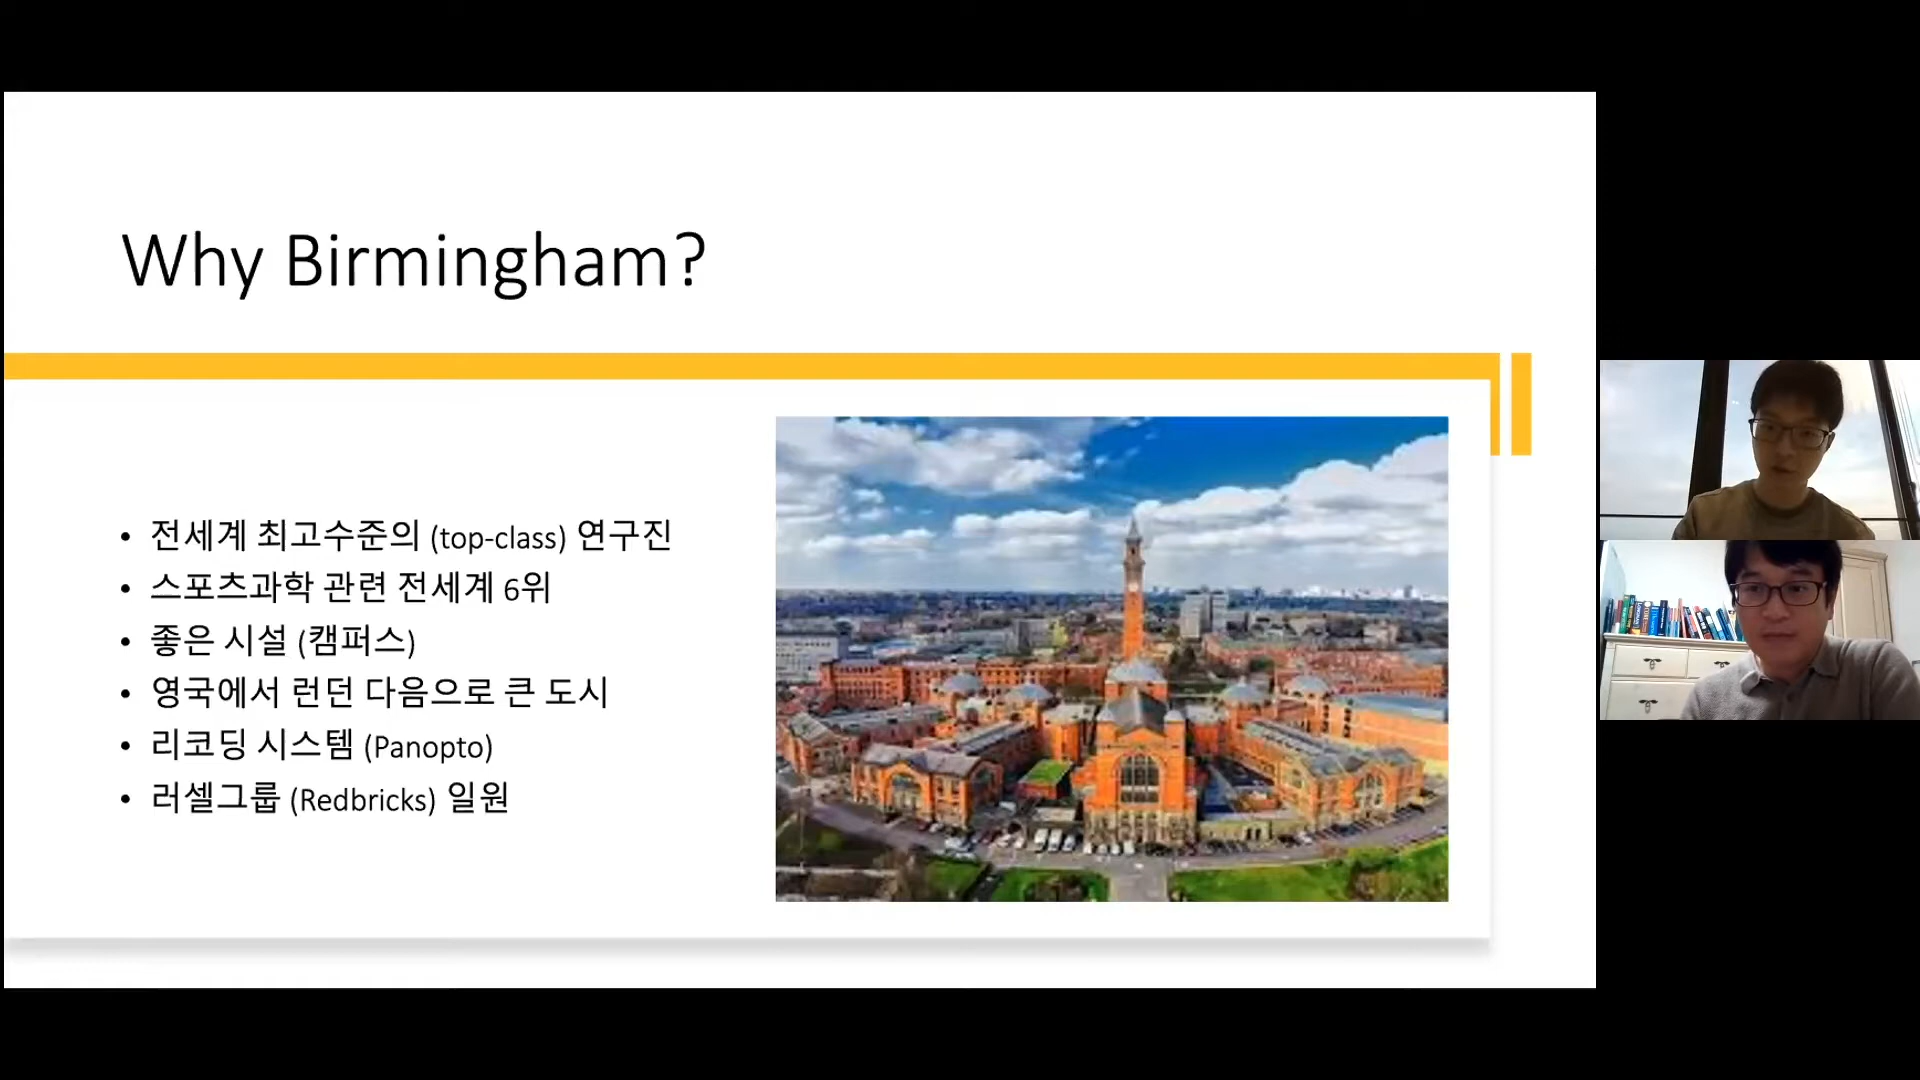 Why Birmingham?
• 전세계 최고수준의 (top-class) 연구진
• 스포츠과학 관련 전세계 6위
• 좋은 시설 (캠퍼스)
• 영국에서 런던 다음으로 큰 도시
• 리코딩 시스템 (Panopto)
• 러셀그룹 (Redbricks) 일원